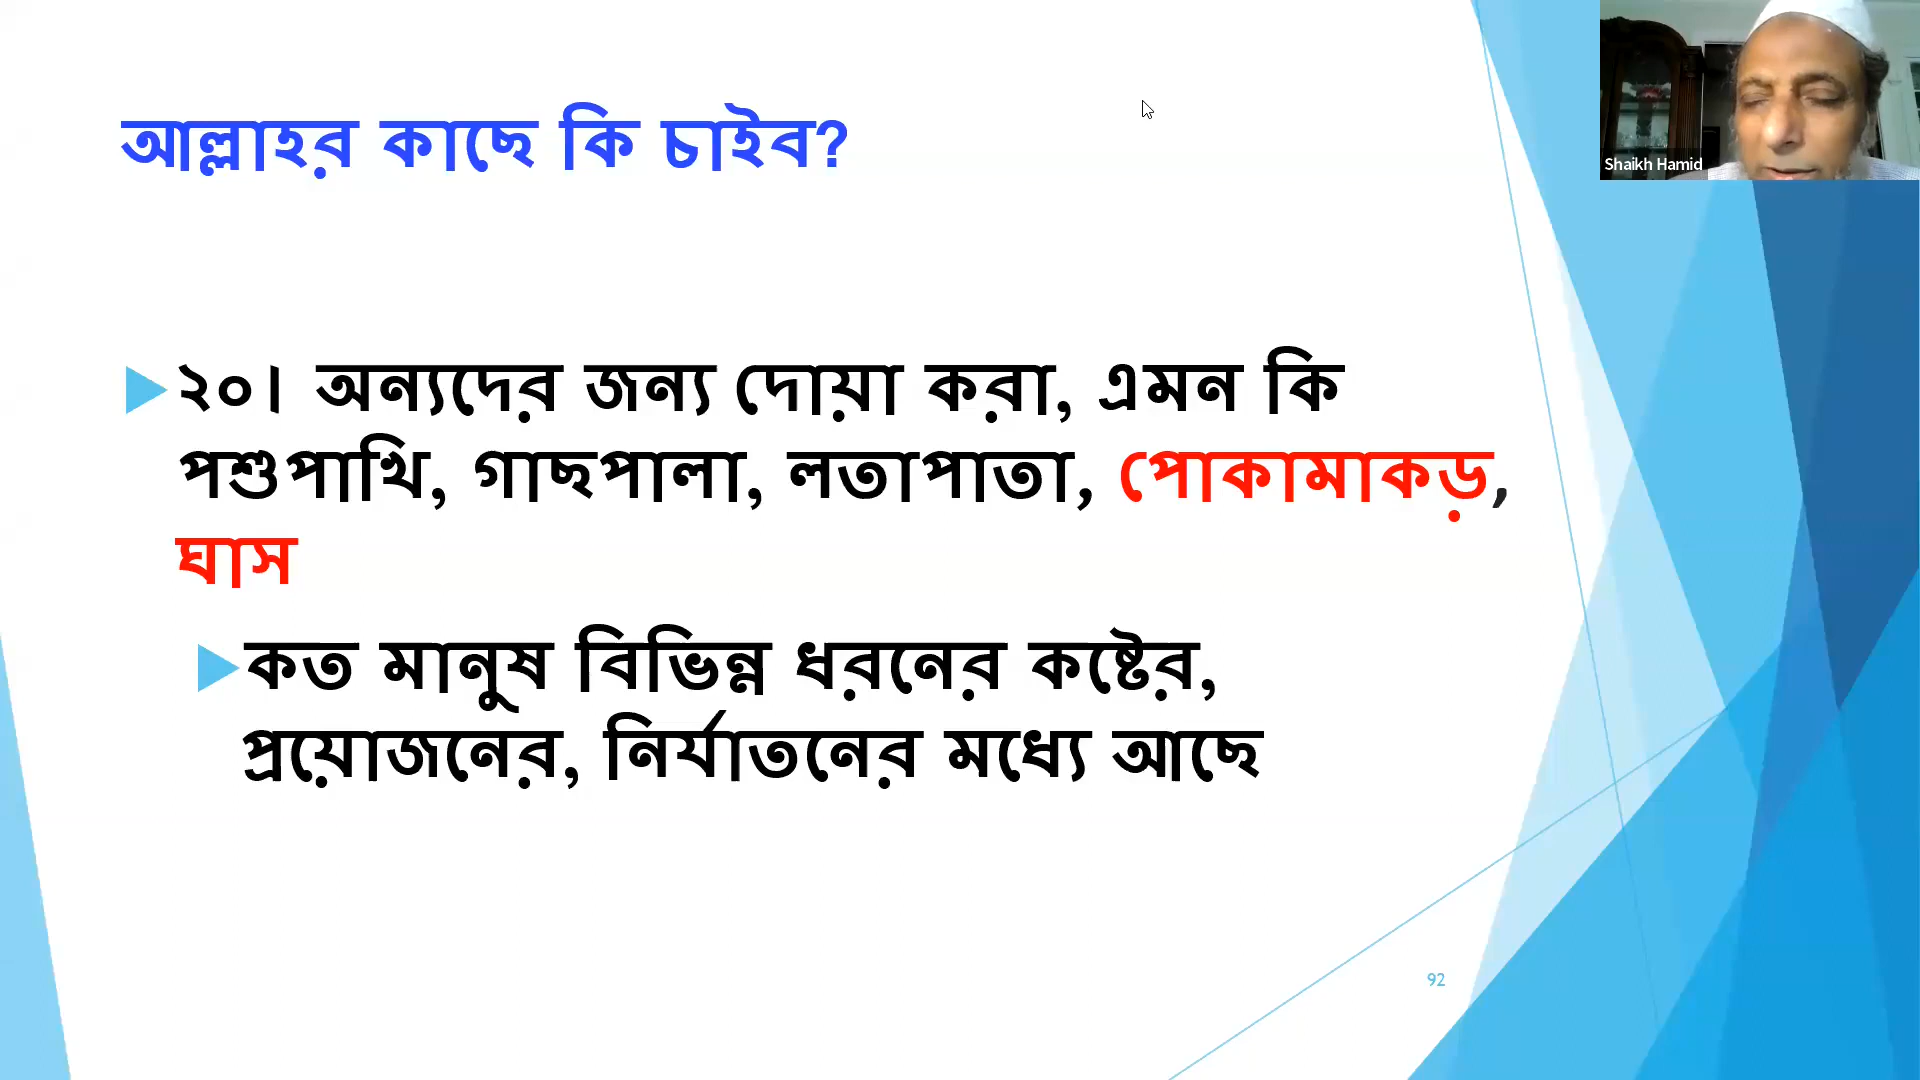 আল্লাহর কাছে কি চাইব?
Shaikh Hamid
২০। অন্যদের জন্য দোয়া করা, এমন কি
পশুপাখি, গাছপালা, লতাপাতা, পোকামাকড়,
ঘাস
কত মানুষ বিভিন্ন ধরনের কষ্টের,
প্রয়োজনের, নির্যাতনের মধ্যে আছে
92